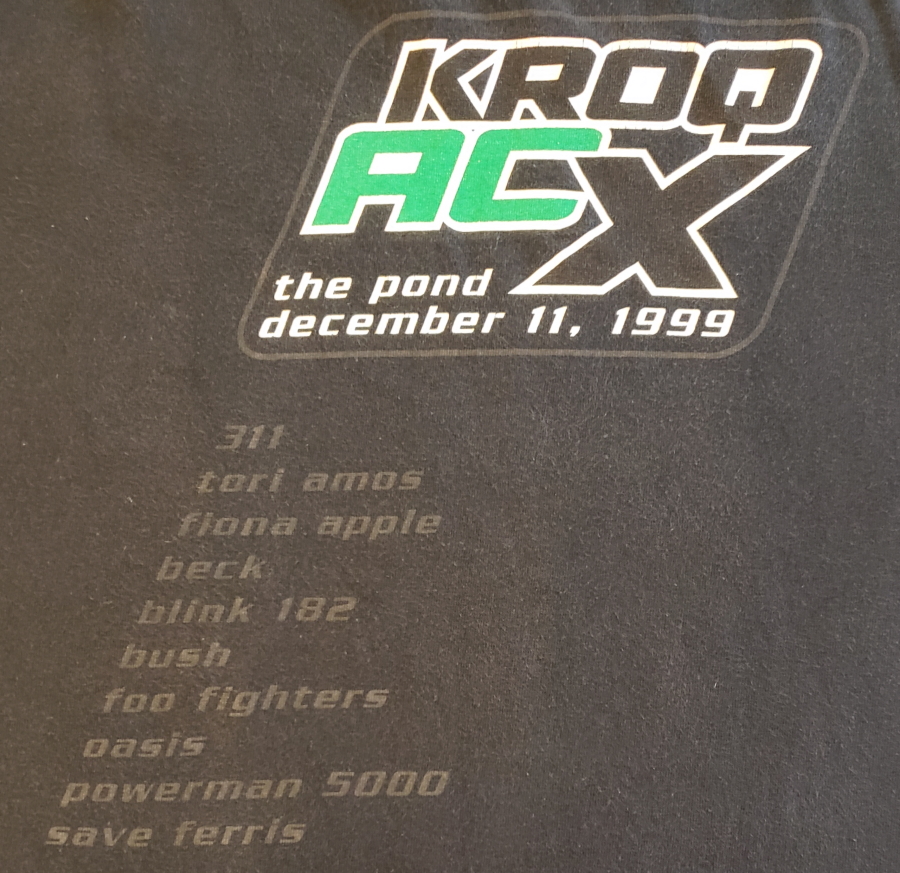 KROQ
ACX
the pond
december 11, 1999
311
tori amos
fiona apple
beck
blink 182
bush
foo fighters
oasis
powerman 5000
save ferris